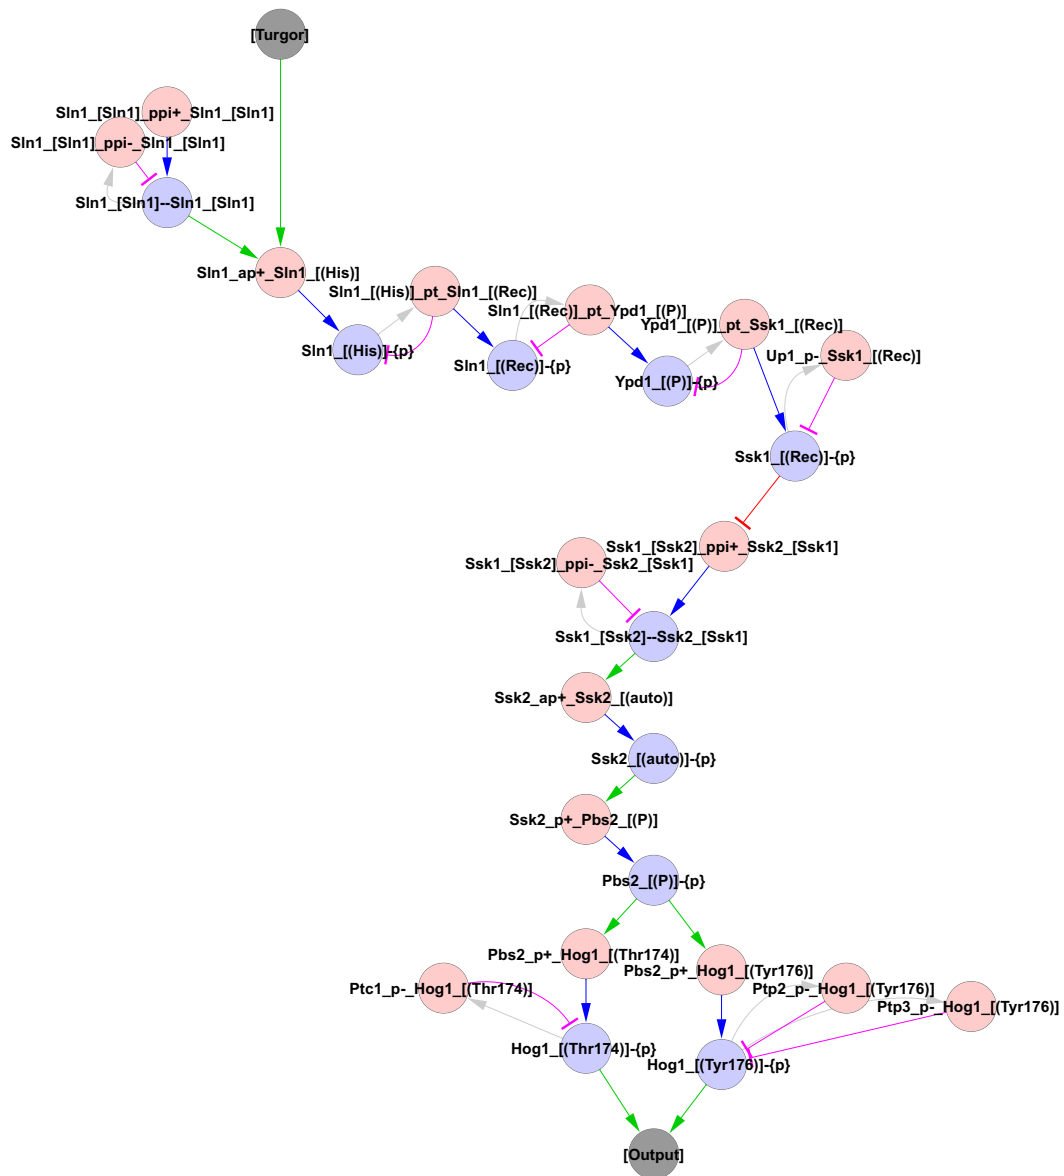 [Turgor]
Sln1_[Sln1]_ppi+_Sln1_[Sln1]
Sln1_[Sln1]_ppi-_Sln1_[Sln1]
Sln1_[Sln1]--Sln1_[Sln1]
Sln1_ap+_Sln1_[(His)]
Sln1_[(His)]_pt_Sln1_[(Rec)]
Sln1_[(Rec)]_pt_Ypd1_[(P)]
Ypd1_[(P)]_pt_Ssk1_[(Rec)]
Up1_p-_Ssk1_[(Rec)]
Sln1_[(His)]-{p}
Sln1_[(Rec)]-{p}
Ypd1_[(P)]-{p}
Ssk1_[(Rec)]-{p}
Ssk1_[Ssk2]_ppi+_Ssk2_[Ssk1]
Ssk1_[Ssk2]_ppi-_Ssk2_[Ssk1]
Ssk1_[Ssk2]--Ssk2_[Ssk1]
Ssk2_ap+_Ssk2_[(auto)]
Ssk2_[(auto)]-{p}
Ssk2_p+_Pbs2_[(P)]
Pbs2_[(P)]-{p}
Pbs2_p+_Hog1_[(Thr174)]
Pbs2_p+_Hog1_[(Tyr176)]
Ptc1_p-_Hog1_[(Thr174)]
Ptp2_p-_Hog1_[(Tyr176)]
Ptp3_p-_Hog1_[(Tyr176)]
Hog1_[(Thr174)]-{p}
Hog1_[(Tyr176)]-{p}
[Output]